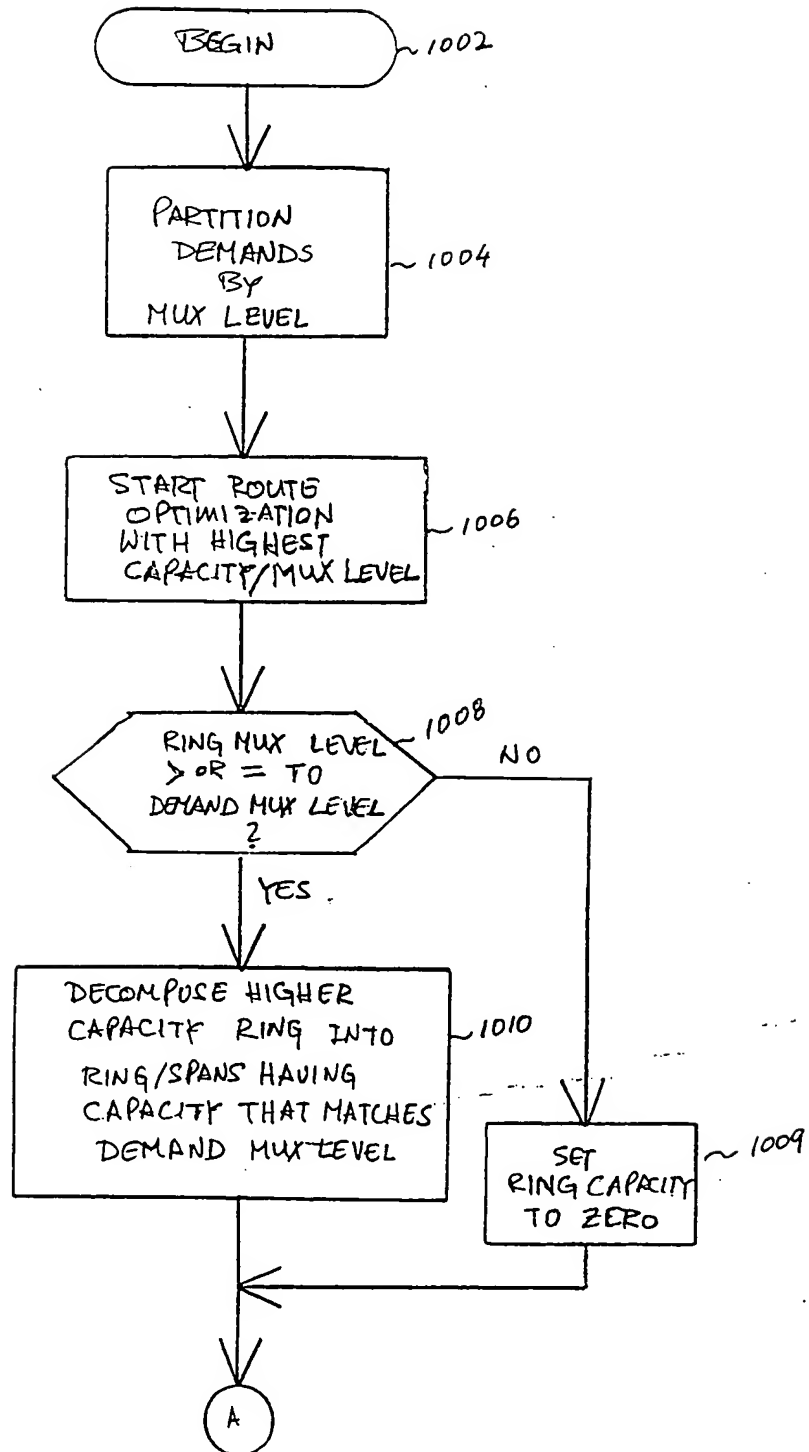 BEGIN
~1002
PARTITION
DEMANDS
BY
MUX LEVEL
~1004
START ROUTE
OPTIMIZATION
WITH HIGHEST
CAPACITY/MUX LEVEL
~1006
RING MUX LEVEL
> OR = TO
DEMAND MUX LEVEL
?
~1008
NO
YES.
DECOMPOSE HIGHER
CAPACITY RING INTO
RING/SPANS HAVING
CAPACITY THAT MATCHES
DEMAND MUX LEVEL
~1010
SET
RING CAPACITY
TO ZERO
~1009
A